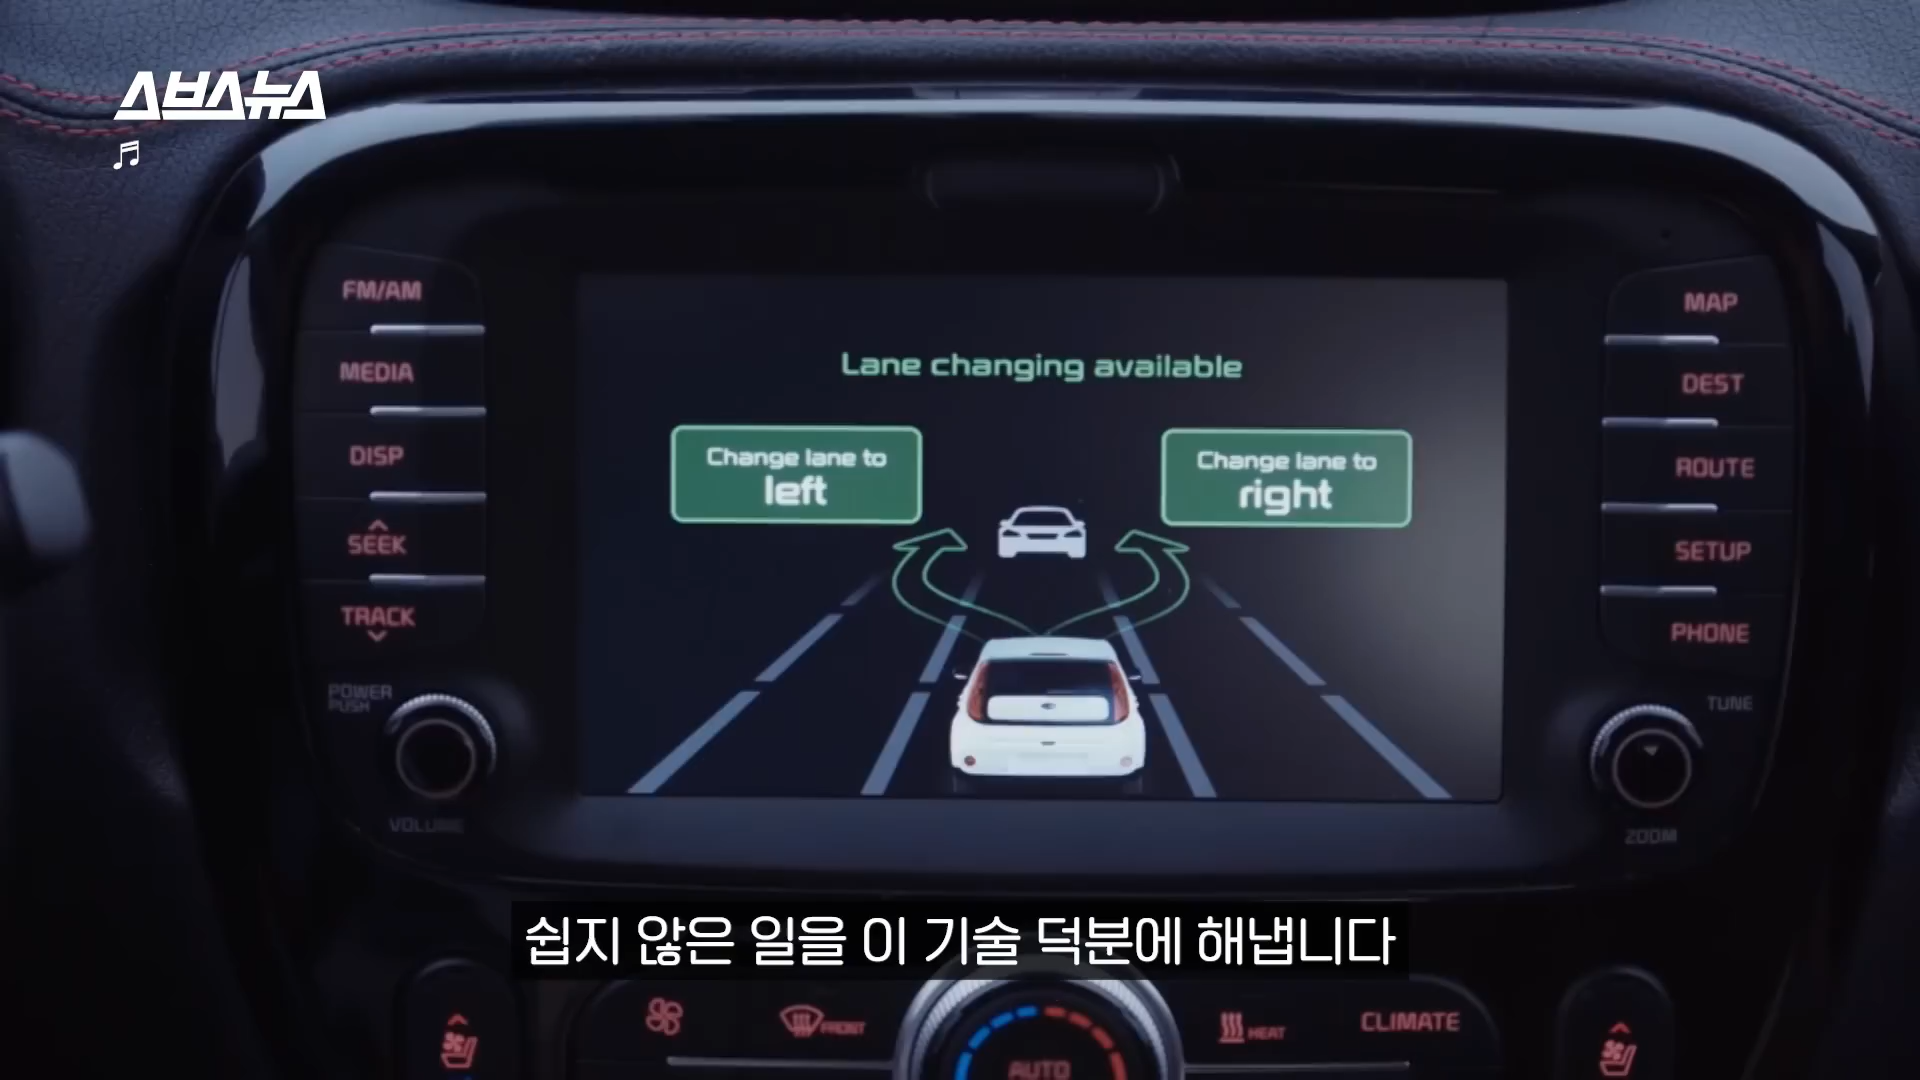 스브스뉴스
FM/AM
MEDIA
DISP
SEEK
TRACK
POWER
PUSH
VOLUME
Lane changing available
Change lane to
left
Change lane to
right
MAP
DEST
ROUTE
SETUP
PHONE
TUNE
ZOOM
쉽지 않은 일을 이 기술 덕분에 해냅니다
FRONT
AUTO
HEAT
CLIMATE